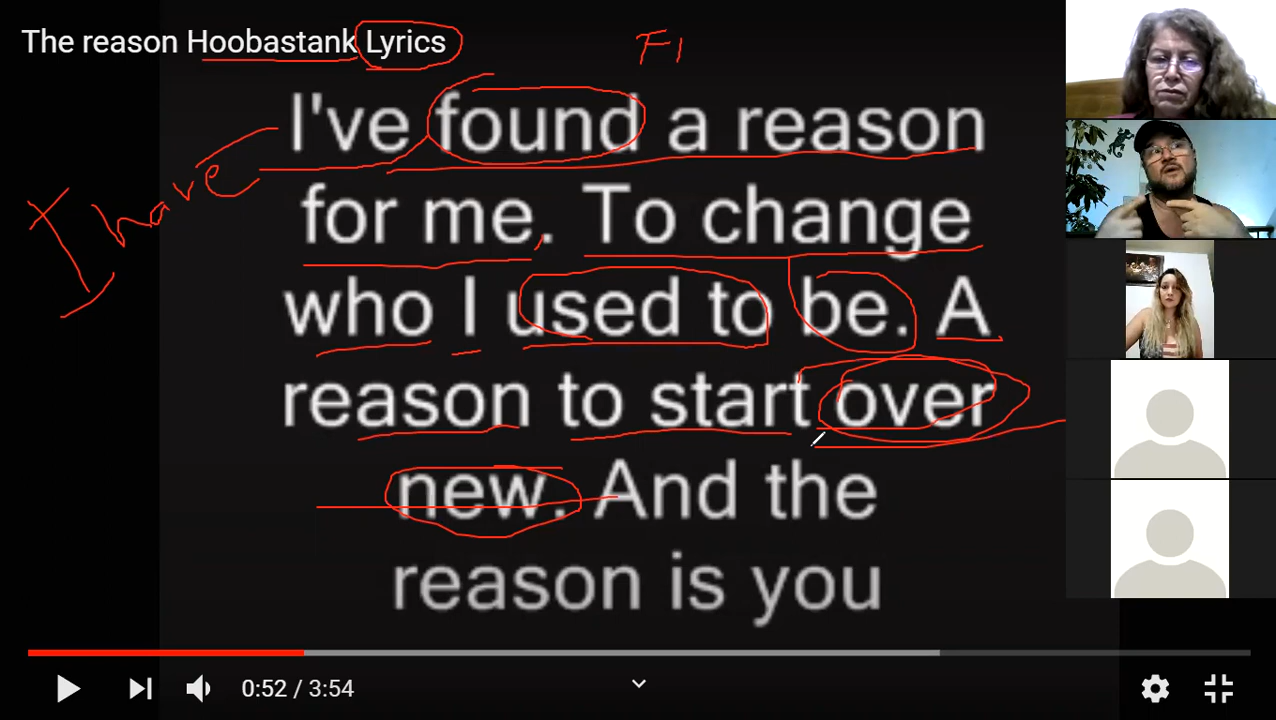 The reason Hoobastank Lyrics
FI
I've found a reason
I have
for me. To change
who I used to be. A
reason to start over
new. And the
reason is you
0:52 / 3:54